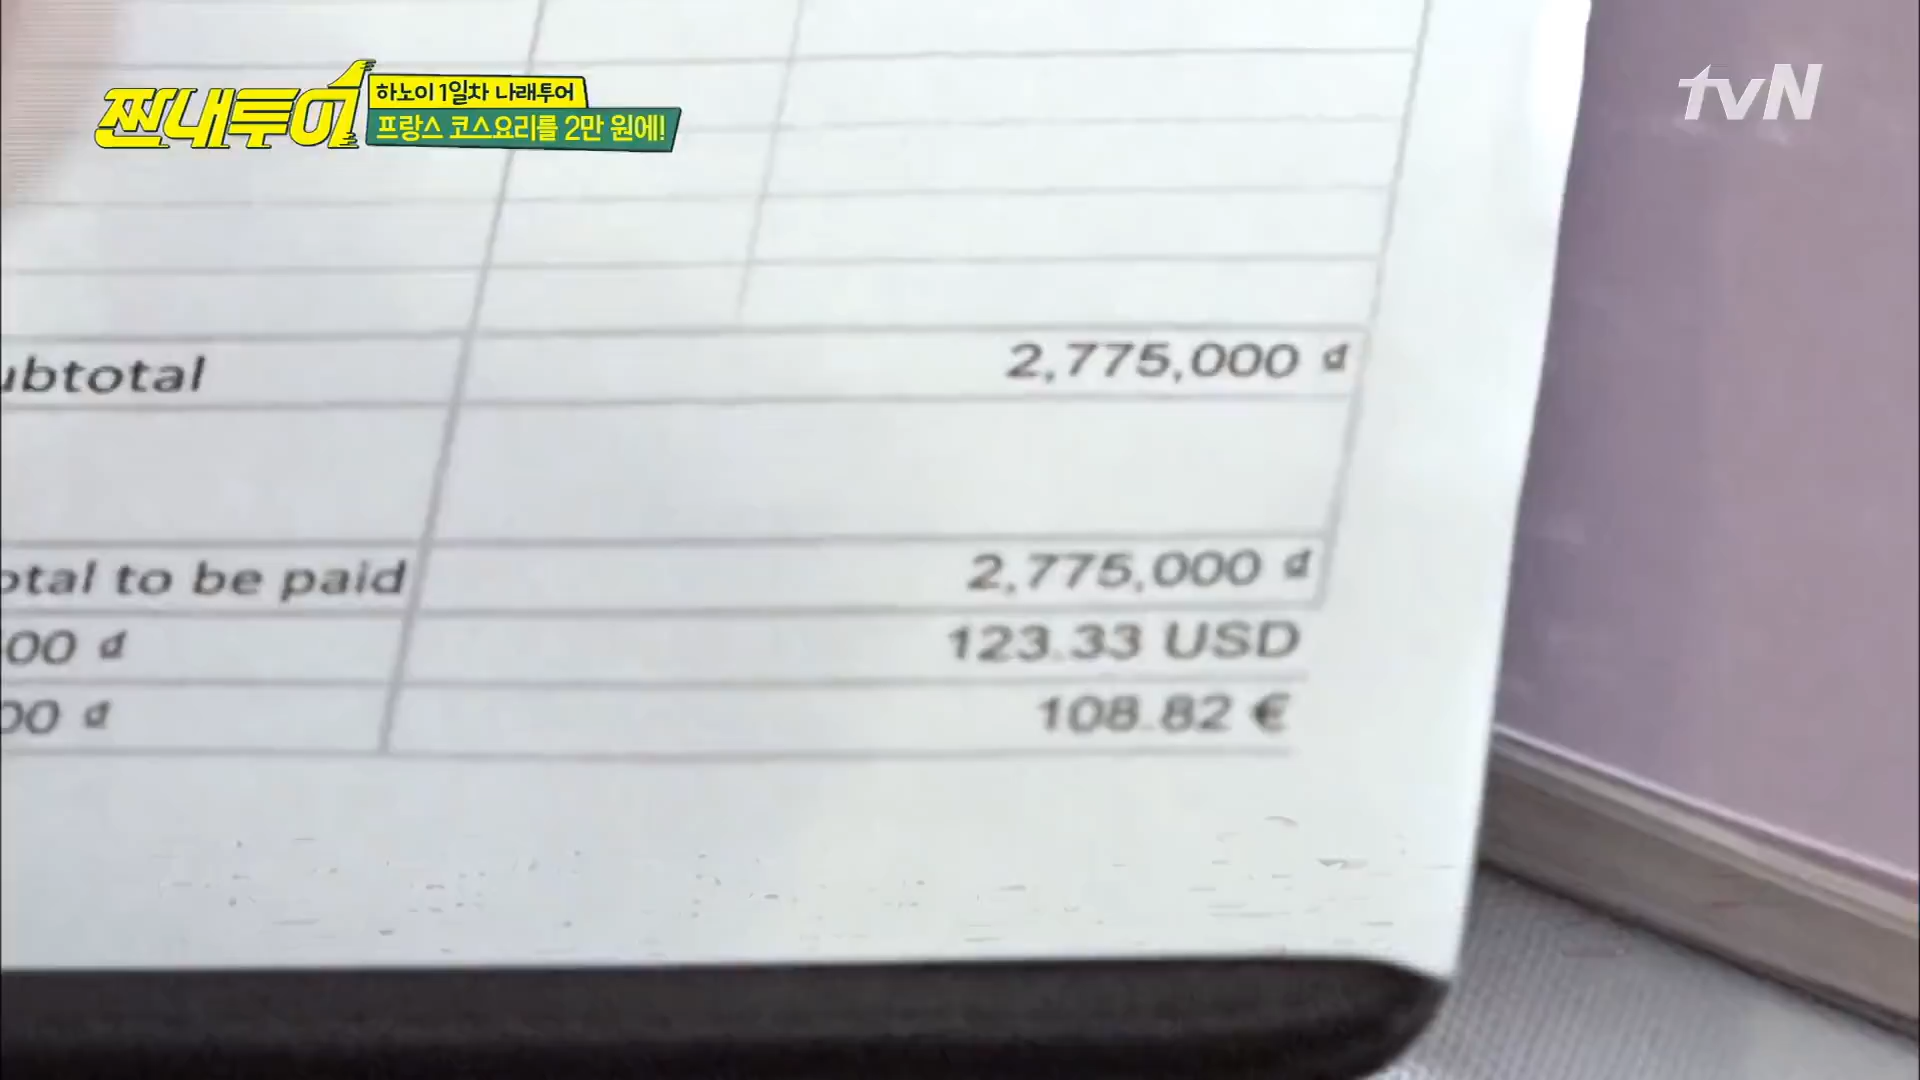 짠내투어
하노이 1일차 나래투어
프랑스 코스요리를 2만 원에!
tvN
ubtotal 2,775,000 ₫
otal to be paid 2,775,000 ₫
00 ₫ 123.33 USD
00 ₫ 108.82 €